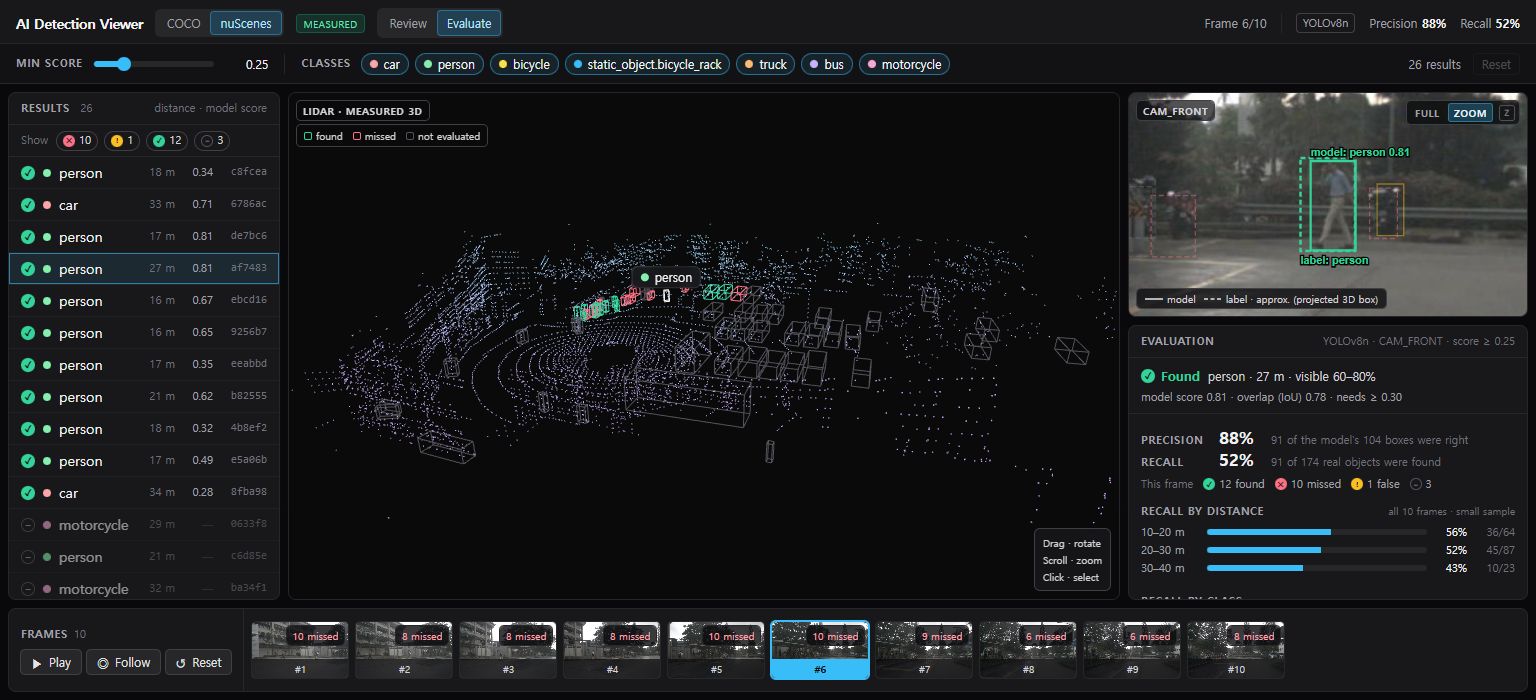 AI Detection Viewer COCO nuScenes MEASURED Review Evaluate Frame 6/10 YOLOv8n Precision 88% Recall 52%
MIN SCORE 0.25 CLASSES car person bicycle static_object.bicycle_rack truck bus motorcycle 26 results Reset
RESULTS 26 distance · model score
Show 10 1 12 3
person 18 m 0.34 c8fcea
car 33 m 0.71 6786ac
person 17 m 0.81 de7bc6
person 27 m 0.81 af7483
person 16 m 0.67 ebcd16
person 16 m 0.65 9256b7
person 17 m 0.35 eeabbd
person 21 m 0.62 b82555
person 18 m 0.32 4b8ef2
person 17 m 0.49 e5a06b
car 34 m 0.28 8fba98
motorcycle 29 m — 0633f8
person 21 m — c6d85e
motorcycle 32 m — ba34f1
LIDAR · MEASURED 3D
found missed not evaluated
person
Drag · rotate
Scroll · zoom
Click · select
CAM_FRONT FULL ZOOM Z
model: person 0.81
label: person
model label · approx. (projected 3D box)
EVALUATION YOLOv8n · CAM_FRONT · score ≥ 0.25
Found person · 27 m · visible 60–80%
model score 0.81 · overlap (IoU) 0.78 · needs ≥ 0.30
PRECISION 88% 91 of the model's 104 boxes were right
RECALL 52% 91 of 174 real objects were found
This frame 12 found 10 missed 1 false 3
RECALL BY DISTANCE all 10 frames · small sample
10–20 m 56% 36/64
20–30 m 52% 45/87
30–40 m 43% 10/23
RECALL BY CLASS
FRAMES 10
Play Follow Reset
10 missed 8 missed 8 missed 8 missed 10 missed 10 missed 9 missed 6 missed 6 missed 8 missed
#1 #2 #3 #4 #5 #6 #7 #8 #9 #10